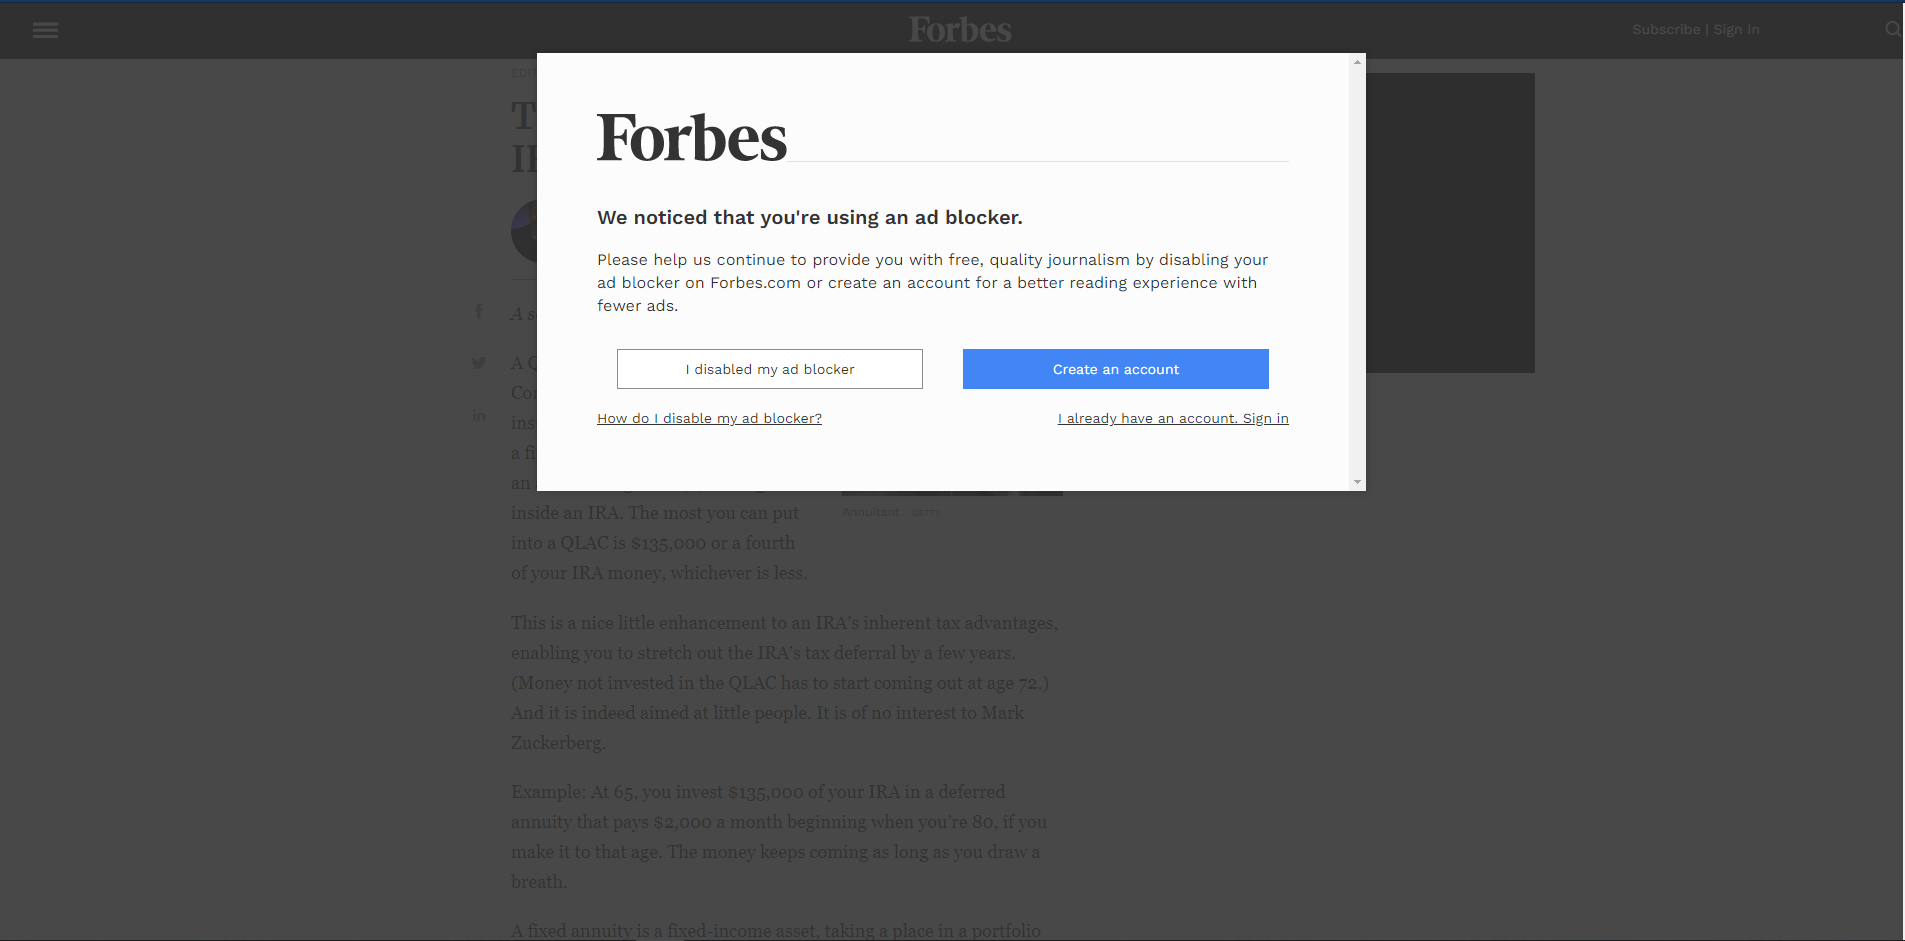 Forbes
Subscribe | Sign In
Forbes
We noticed that you're using an ad blocker.
Please help us continue to provide you with free, quality journalism by disabling your
ad blocker on Forbes.com or create an account for a better reading experience with
fewer ads.
I disabled my ad blocker
Create an account
How do I disable my ad blocker?
I already have an account. Sign in
A
a
an
inside an IRA. The most you can put
into a QLAC is $135,000 or a fourth
of your IRA money, whichever is less.
Annuitant GETTY
This is a nice little enhancement to an IRA’s inherent tax advantages,
enabling you to stretch out the IRA’s tax deferral by a few years.
(Money not invested in the QLAC has to start coming out at age 72.)
And it is indeed aimed at little people. It is of no interest to Mark
Zuckerberg.
Example: At 65, you invest $135,000 of your IRA in a deferred
annuity that pays $2,000 a month beginning when you’re 80, if you
make it to that age. The money keeps coming as long as you draw a
breath.
A fixed annuity is a fixed-income asset, taking a place in a portfolio